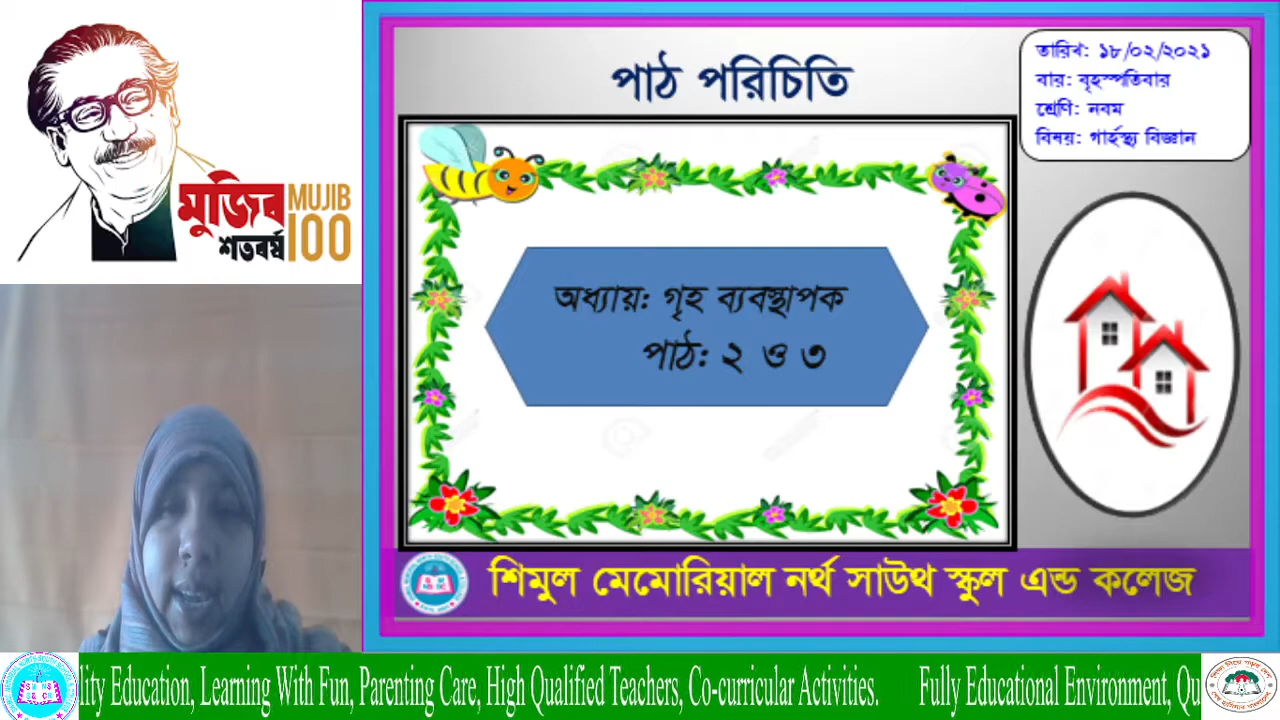 মুজিব
শতবর্ষ
MUJIB
100
পাঠ পরিচিতি
তারিখ: ১৮/০২/২০২১
বার: বৃহস্পতিবার
শ্রেণি: নবম
বিষয়: গার্হস্থ্য বিজ্ঞান
অধ্যায়: গৃহ ব্যবস্থাপক
পাঠ: ২ ও ৩
শিমুল মেমোরিয়াল নর্থ সাউথ স্কুল এন্ড কলেজ
lity Education, Learning With Fun, Parenting Care, High Qualified Teachers, Co-curricular Activities. Fully Educational Environment, Qu